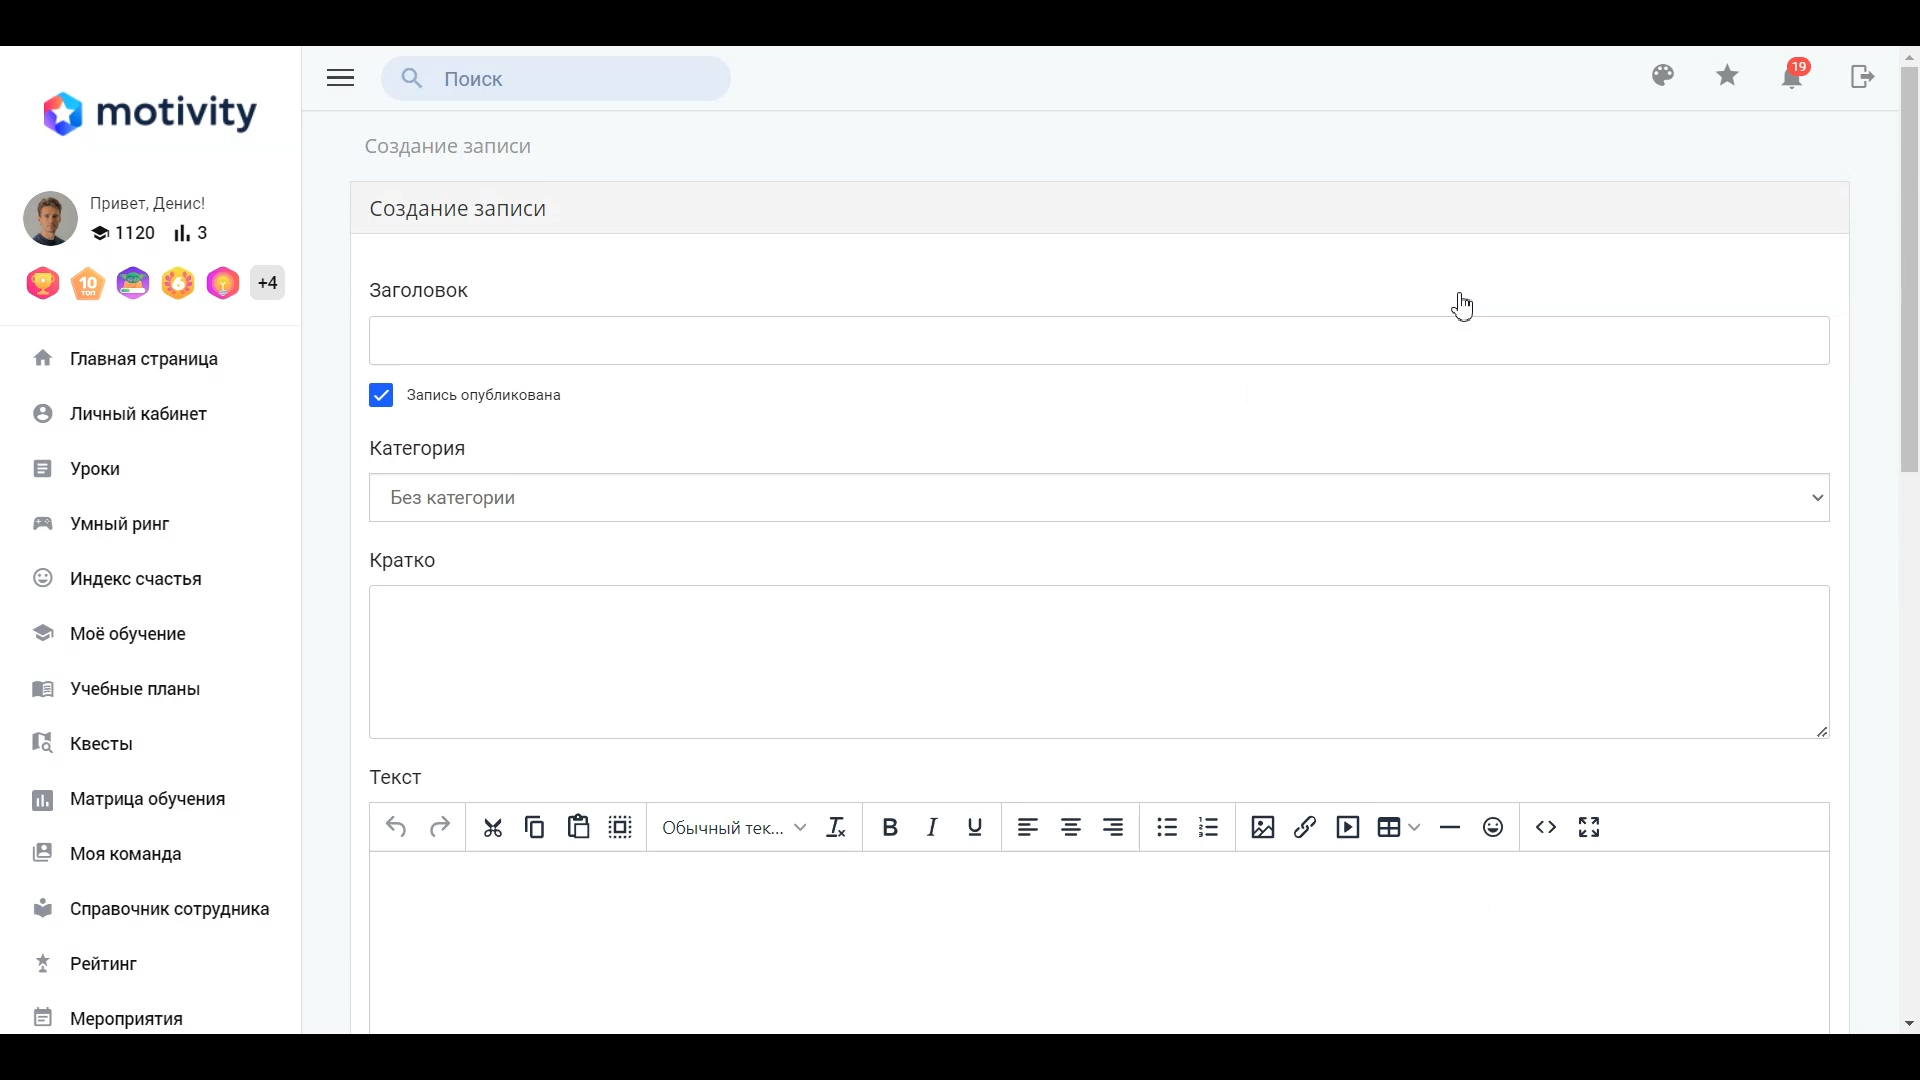 motivity
Поиск
19
Привет, Денис!
1120 3
10
ТОП
6
+4
Главная страница
Личный кабинет
Уроки
Умный ринг
Индекс счастья
Моё обучение
Учебные планы
Квесты
Матрица обучения
Моя команда
Справочник сотрудника
Рейтинг
Мероприятия
Создание записи
Создание записи
Заголовок
Запись опубликована
Категория
Без категории
Кратко
Текст
Обычный тек...